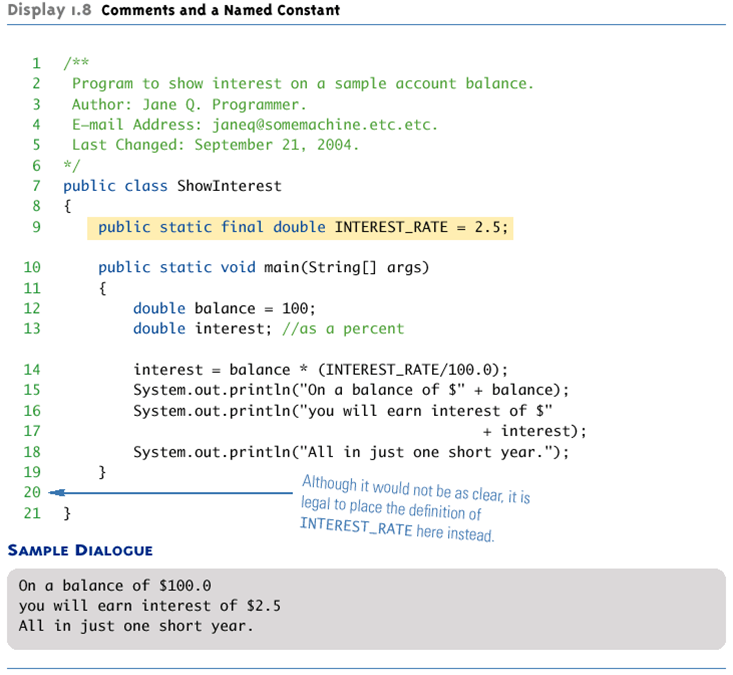 Display 1.8 Comments and a Named Constant
1 /**
2 Program to show interest on a sample account balance.
3 Author: Jane Q. Programmer.
4 E–mail Address: janeq@somemachine.etc.etc.
5 Last Changed: September 21, 2004.
6 */
7 public class ShowInterest
8 {
9 public static final double INTEREST_RATE = 2.5;
10 public static void main(String[] args)
11 {
12 double balance = 100;
13 double interest; //as a percent
14 interest = balance * (INTEREST_RATE/100.0);
15 System.out.println("On a balance of $" + balance);
16 System.out.println("you will earn interest of $"
17 + interest);
18 System.out.println("All in just one short year.");
19 }
20
21 }
Although it would not be as clear, it is
legal to place the definition of
INTEREST_RATE here instead.
SAMPLE DIALOGUE
On a balance of $100.0
you will earn interest of $2.5
All in just one short year.